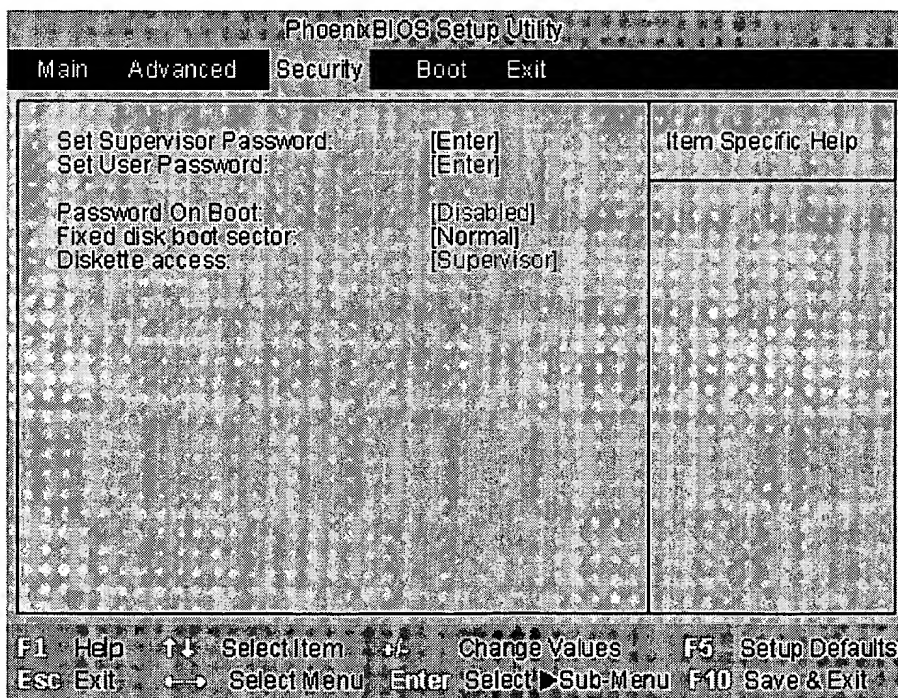 PhoenixBIOS Setup Utility
Main Advanced Security Boot Exit
Set Supervisor Password: [Enter]
Set User Password: [Enter]
Password On Boot: [Disabled]
Fixed disk boot sector: [Normal]
Diskette access: [Supervisor]
Item Specific Help
F1 Help ↑↓ Select Item +/- Change Values F5 Setup Defaults
Esc Exit ←→ Select Menu Enter Select ▶Sub-Menu F10 Save & Exit